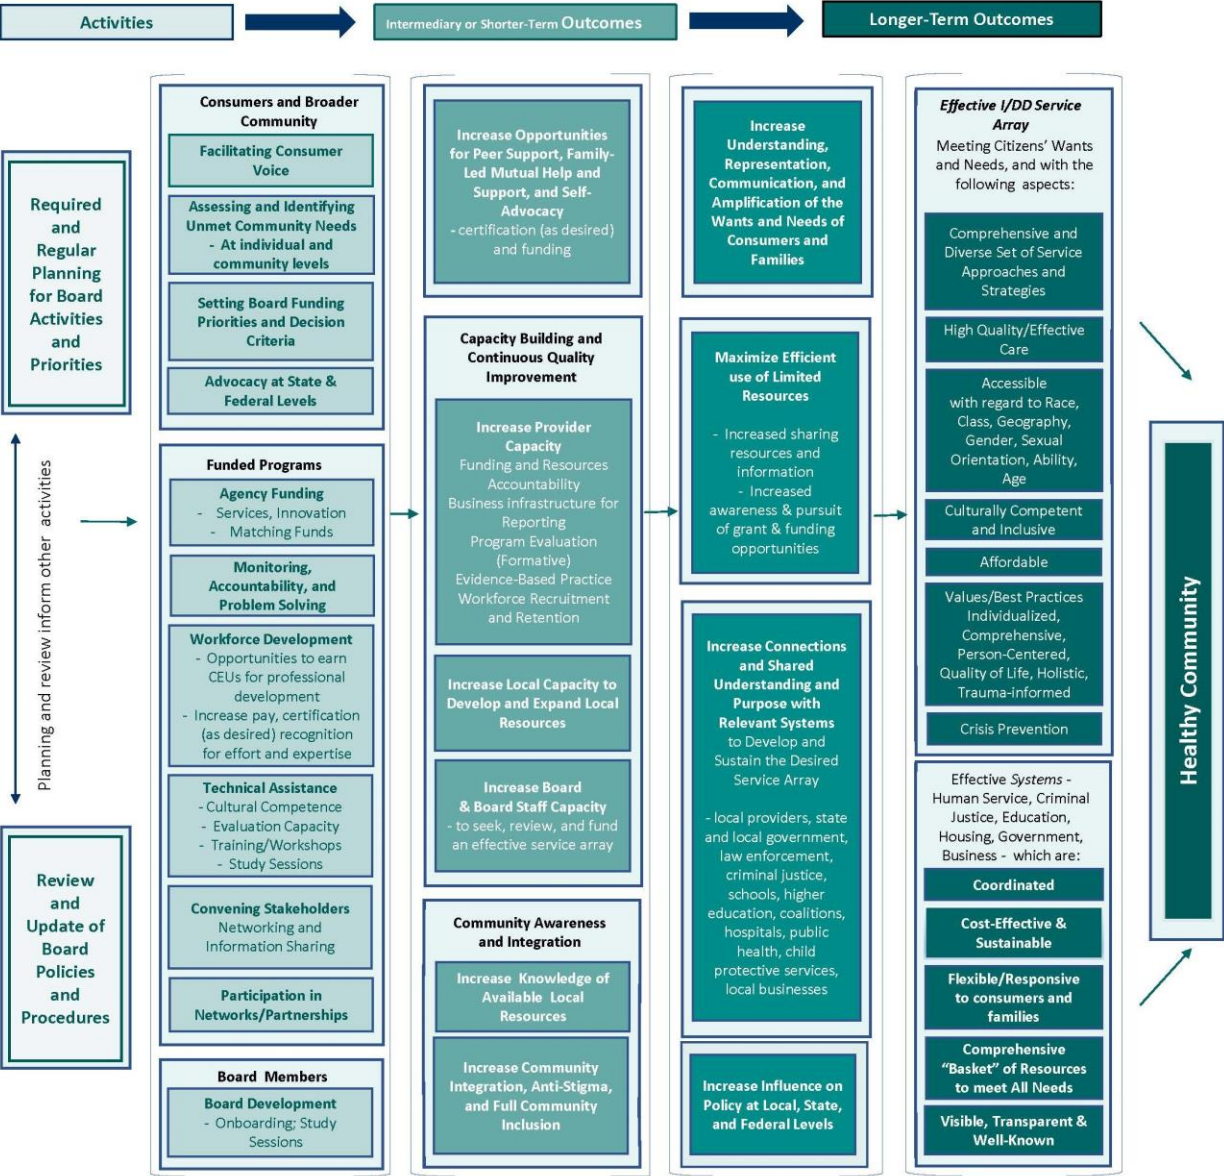 Activities
Intermediary or Shorter-Term Outcomes
Longer-Term Outcomes
Required
and
Regular
Planning
for Board
Activities
and
Priorities
Planning and review inform other activities
Review
and
Update of
Board
Policies
and
Procedures
Consumers and Broader
Community
Facilitating Consumer
Voice
Assessing and Identifying
Unmet Community Needs
- At individual and
community levels
Setting Board Funding
Priorities and Decision
Criteria
Advocacy at State &
Federal Levels
Funded Programs
Agency Funding
- Services, Innovation
- Matching Funds
Monitoring,
Accountability, and
Problem Solving
Workforce Development
- Opportunities to earn
CEUs for professional
development
- Increase pay, certification
(as desired) recognition
for effort and expertise
Technical Assistance
- Cultural Competence
- Evaluation Capacity
- Training/Workshops
- Study Sessions
Convening Stakeholders
Networking and
Information Sharing
Participation in
Networks/Partnerships
Board Members
Board Development
- Onboarding; Study
Sessions
Increase Opportunities
for Peer Support, Family-
Led Mutual Help and
Support, and Self-
Advocacy
- certification (as desired)
and funding
Capacity Building and
Continuous Quality
Improvement
Increase Provider
Capacity
Funding and Resources
Accountability
Business infrastructure for
Reporting
Program Evaluation
(Formative)
Evidence-Based Practice
Workforce Recruitment
and Retention
Increase Local Capacity to
Develop and Expand Local
Resources
Increase Board
& Board Staff Capacity
- to seek, review, and fund
an effective service array
Community Awareness
and Integration
Increase Knowledge of
Available Local
Resources
Increase Community
Integration, Anti-Stigma,
and Full Community
Inclusion
Increase
Understanding,
Representation,
Communication, and
Amplification of the
Wants and Needs of
Consumers and
Families
Maximize Efficient
use of Limited
Resources
- Increased sharing
resources and
information
- Increased
awareness & pursuit
of grant & funding
opportunities
Increase Connections
and Shared
Understanding and
Purpose with
Relevant Systems
to Develop and
Sustain the Desired
Service Array
- local providers, state
and local government,
law enforcement,
criminal justice,
schools, higher
education, coalitions,
hospitals, public
health, child
protective services,
local businesses
Increase Influence on
Policy at Local, State,
and Federal Levels
Effective I/DD Service
Array
Meeting Citizens' Wants
and Needs, and with the
following aspects:
Comprehensive and
Diverse Set of Service
Approaches and
Strategies
High Quality/Effective
Care
Accessible
with regard to Race,
Class, Geography,
Gender, Sexual
Orientation, Ability,
Age
Culturally Competent
and Inclusive
Affordable
Values/Best Practices
Individualized,
Comprehensive,
Person-Centered,
Quality of Life, Holistic,
Trauma-informed
Crisis Prevention
Effective Systems -
Human Service, Criminal
Justice, Education,
Housing, Government,
Business - which are:
Coordinated
Cost-Effective &
Sustainable
Flexible/Responsive
to consumers and
families
Comprehensive
“Basket” of Resources
to meet All Needs
Visible, Transparent &
Well-Known
Healthy Community